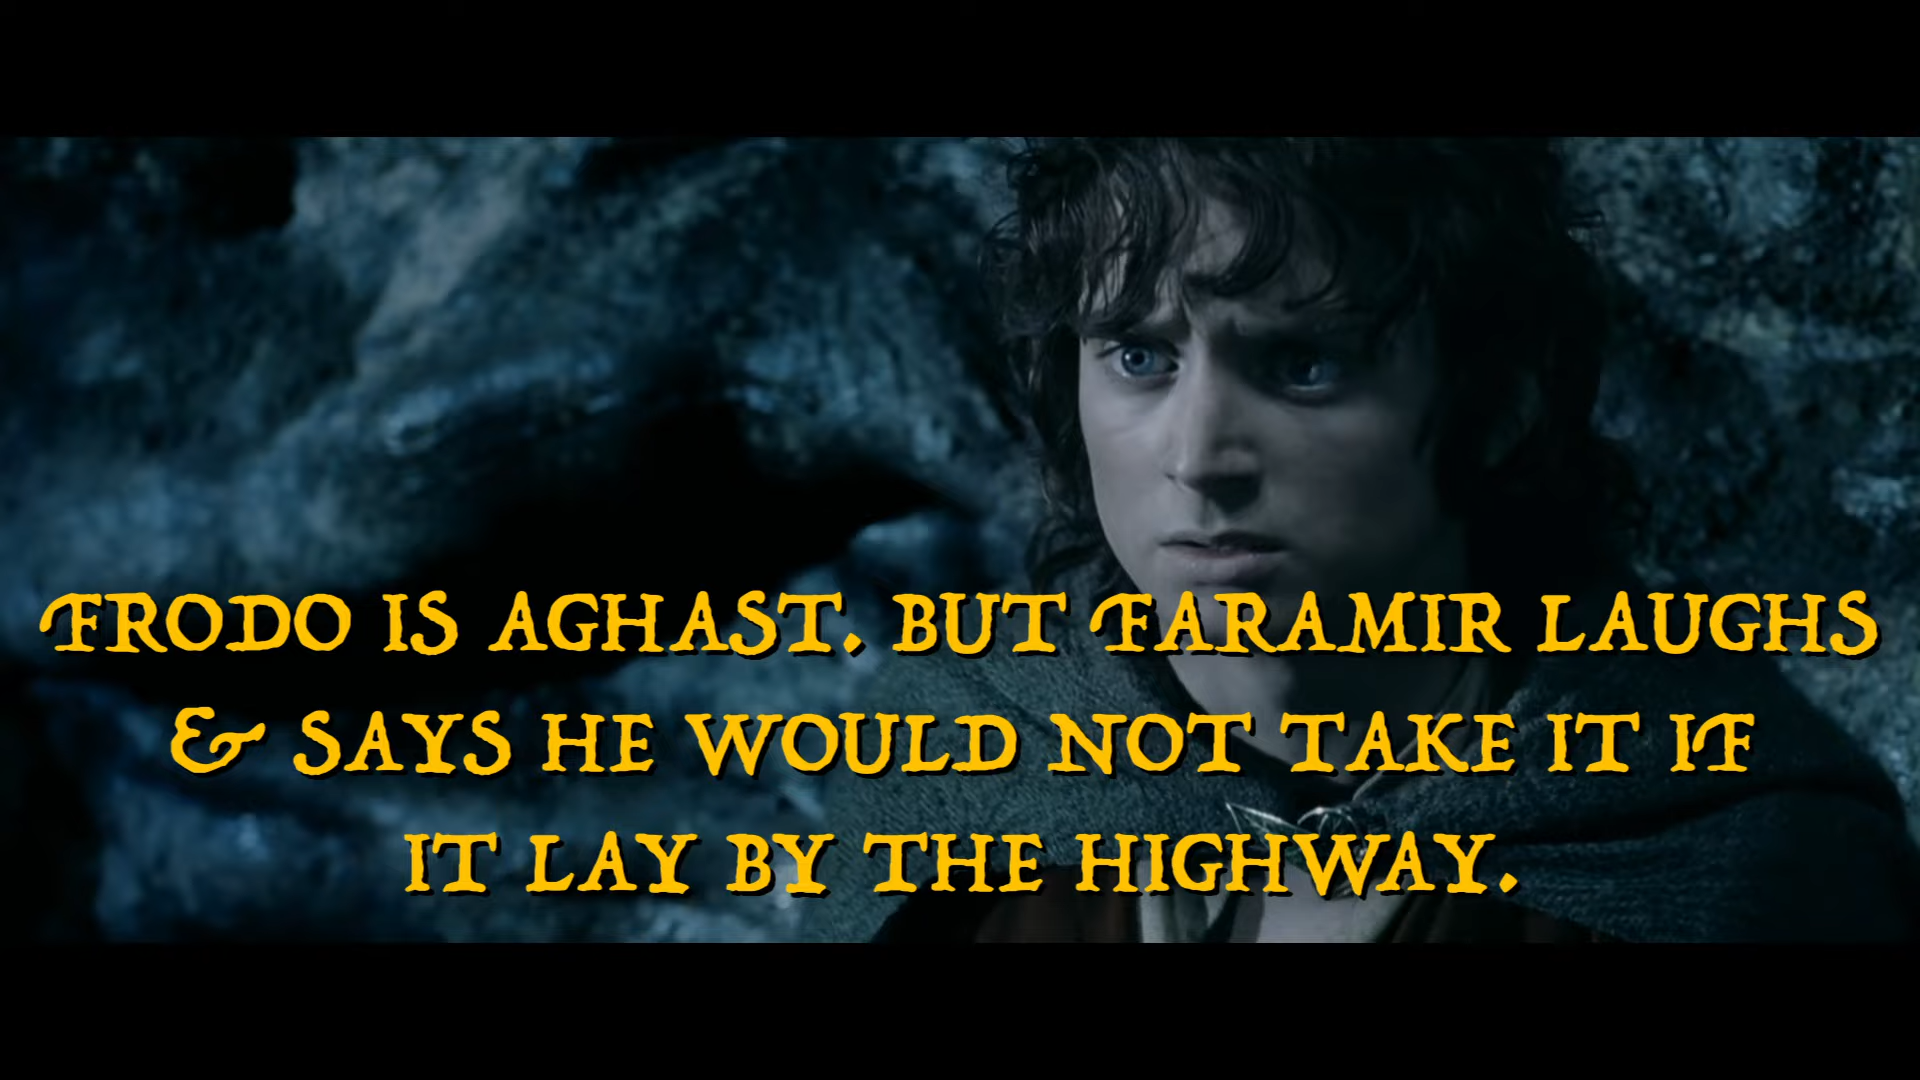 FRODO IS AGHAST. BUT FARAMIR LAUGHS
& SAYS HE WOULD NOT TAKE IT IF
IT LAY BY THE HIGHWAY.